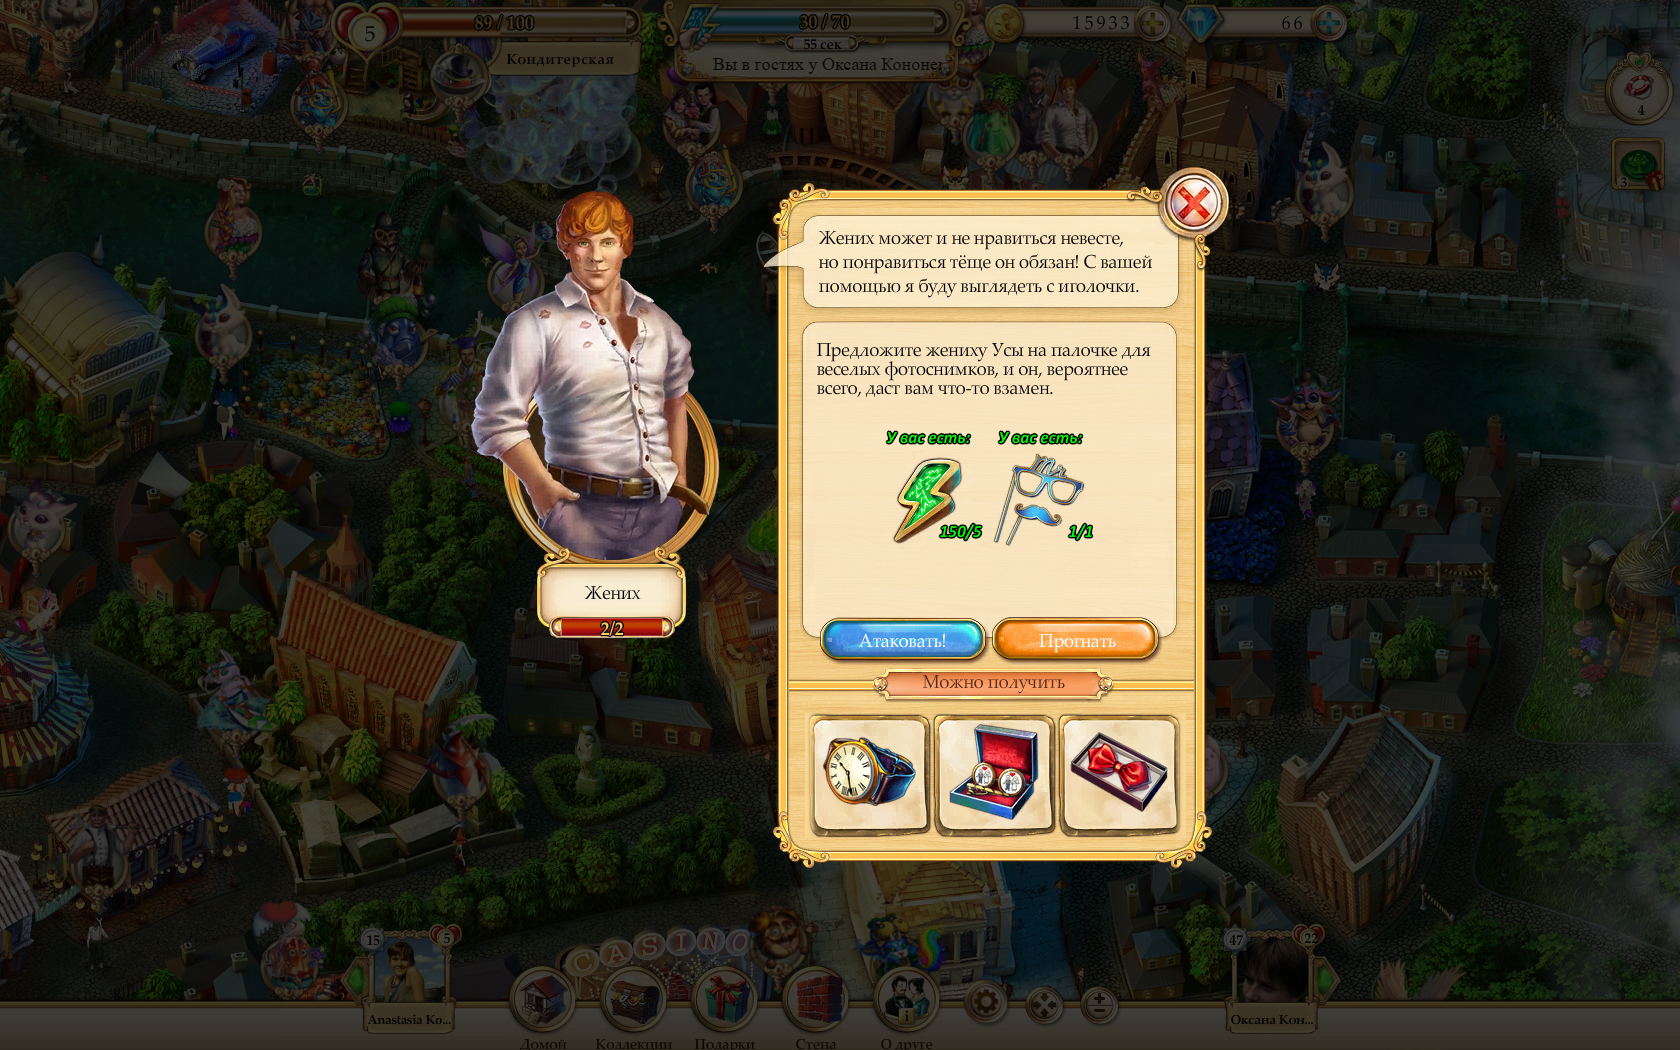 5
89 / 100
30 / 70
15933
66
55 сек
Кондитерская
Вы в гостях у Оксана Кононе
4
3
Жених может и не нравиться невесте,
но понравиться тёще он обязан! С вашей
помощью я буду выглядеть с иголочки.
Предложите жениху Усы на палочке для
веселых фотоснимков, и он, вероятнее
всего, даст вам что-то взамен.
У вас есть:
У вас есть:
150/5
1/1
Жених
2/2
Атаковать!
Прогнать
Можно получить
CASINO
15
5
47
22
Anastasia Ко...
Оксана Кон...
Домой
Коллекции
Подарки
Стена
О друге